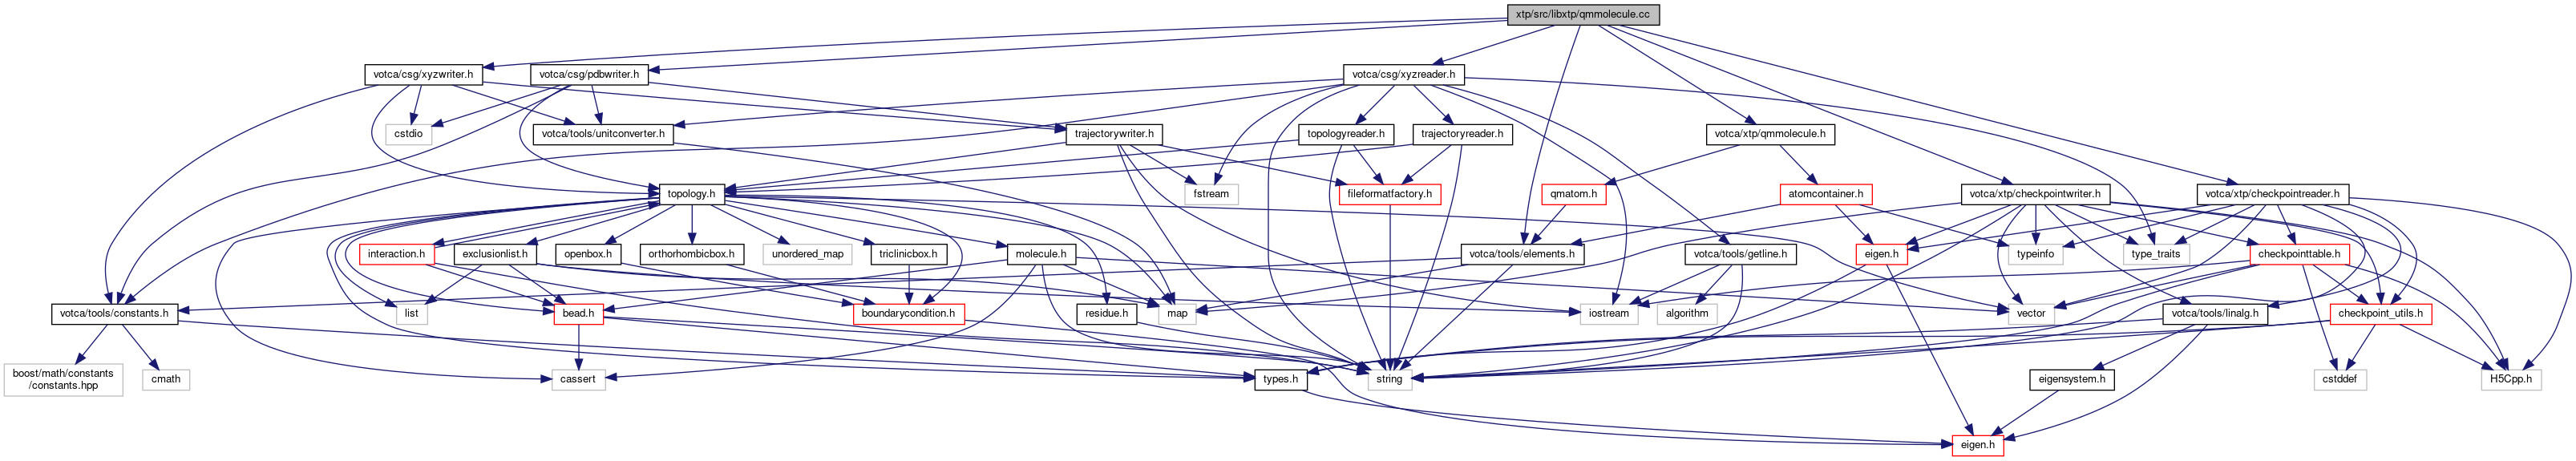 xtp/src/libxtp/qmmolecule.cc
votca/csg/xyzwriter.h
votca/csg/pdbwriter.h
votca/csg/xyzreader.h
cstdio
votca/tools/unitconverter.h
trajectorywriter.h
topologyreader.h
trajectoryreader.h
votca/xtp/qmmolecule.h
topology.h
fstream
fileformatfactory.h
qmatom.h
atomcontainer.h
votca/xtp/checkpointwriter.h
votca/xtp/checkpointreader.h
interaction.h
exclusionlist.h
openbox.h
orthorhombicbox.h
unordered_map
triclinicbox.h
molecule.h
votca/tools/elements.h
votca/tools/getline.h
eigen.h
typeinfo
type_traits
checkpointtable.h
votca/tools/constants.h
list
bead.h
boundarycondition.h
residue.h
map
iostream
algorithm
vector
votca/tools/linalg.h
checkpoint_utils.h
boost/math/constants
/constants.hpp
cmath
cassert
types.h
string
eigensystem.h
cstddef
H5Cpp.h
eigen.h